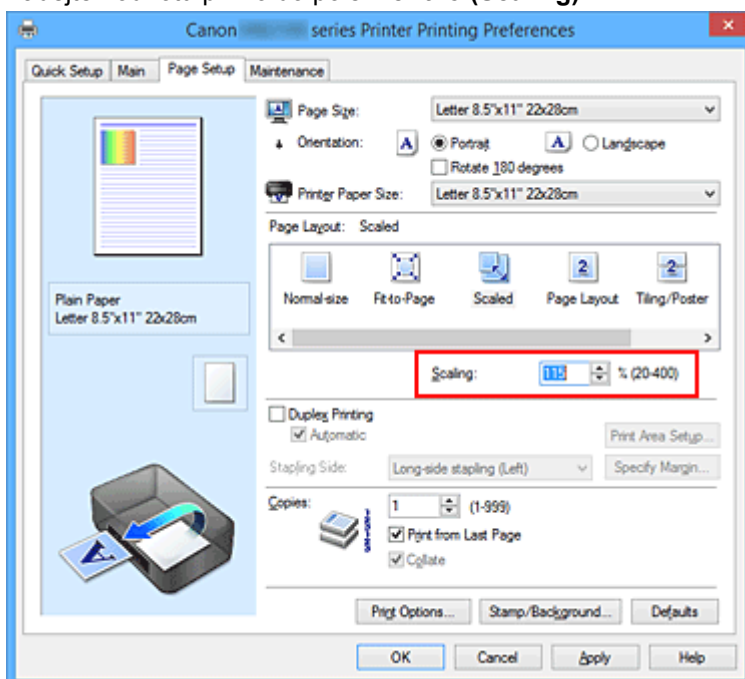 (Scaling)
Canon series Printer Printing Preferences
Quick Setup Main Page Setup Maintenance
Page Size: Letter 8.5"x11" 22x28cm
Orientation: A Portrait A Landscape
Rotate 180 degrees
Printer Paper Size: Letter 8.5"x11" 22x28cm
Page Layout: Scaled
2 2
Normal-size Fit-to-Page Scaled Page Layout Tiling/Poster
Plain Paper
Letter 8.5"x11" 22x28cm
Scaling: 115 % (20-400)
Duplex Printing
Automatic
Print Area Setup...
Stapling Side: Long-side stapling (Left) Specify Margin...
Copies: 1 (1-999)
Print from Last Page
Collate
A
Print Options... Stamp/Background... Defaults
OK Cancel Apply Help